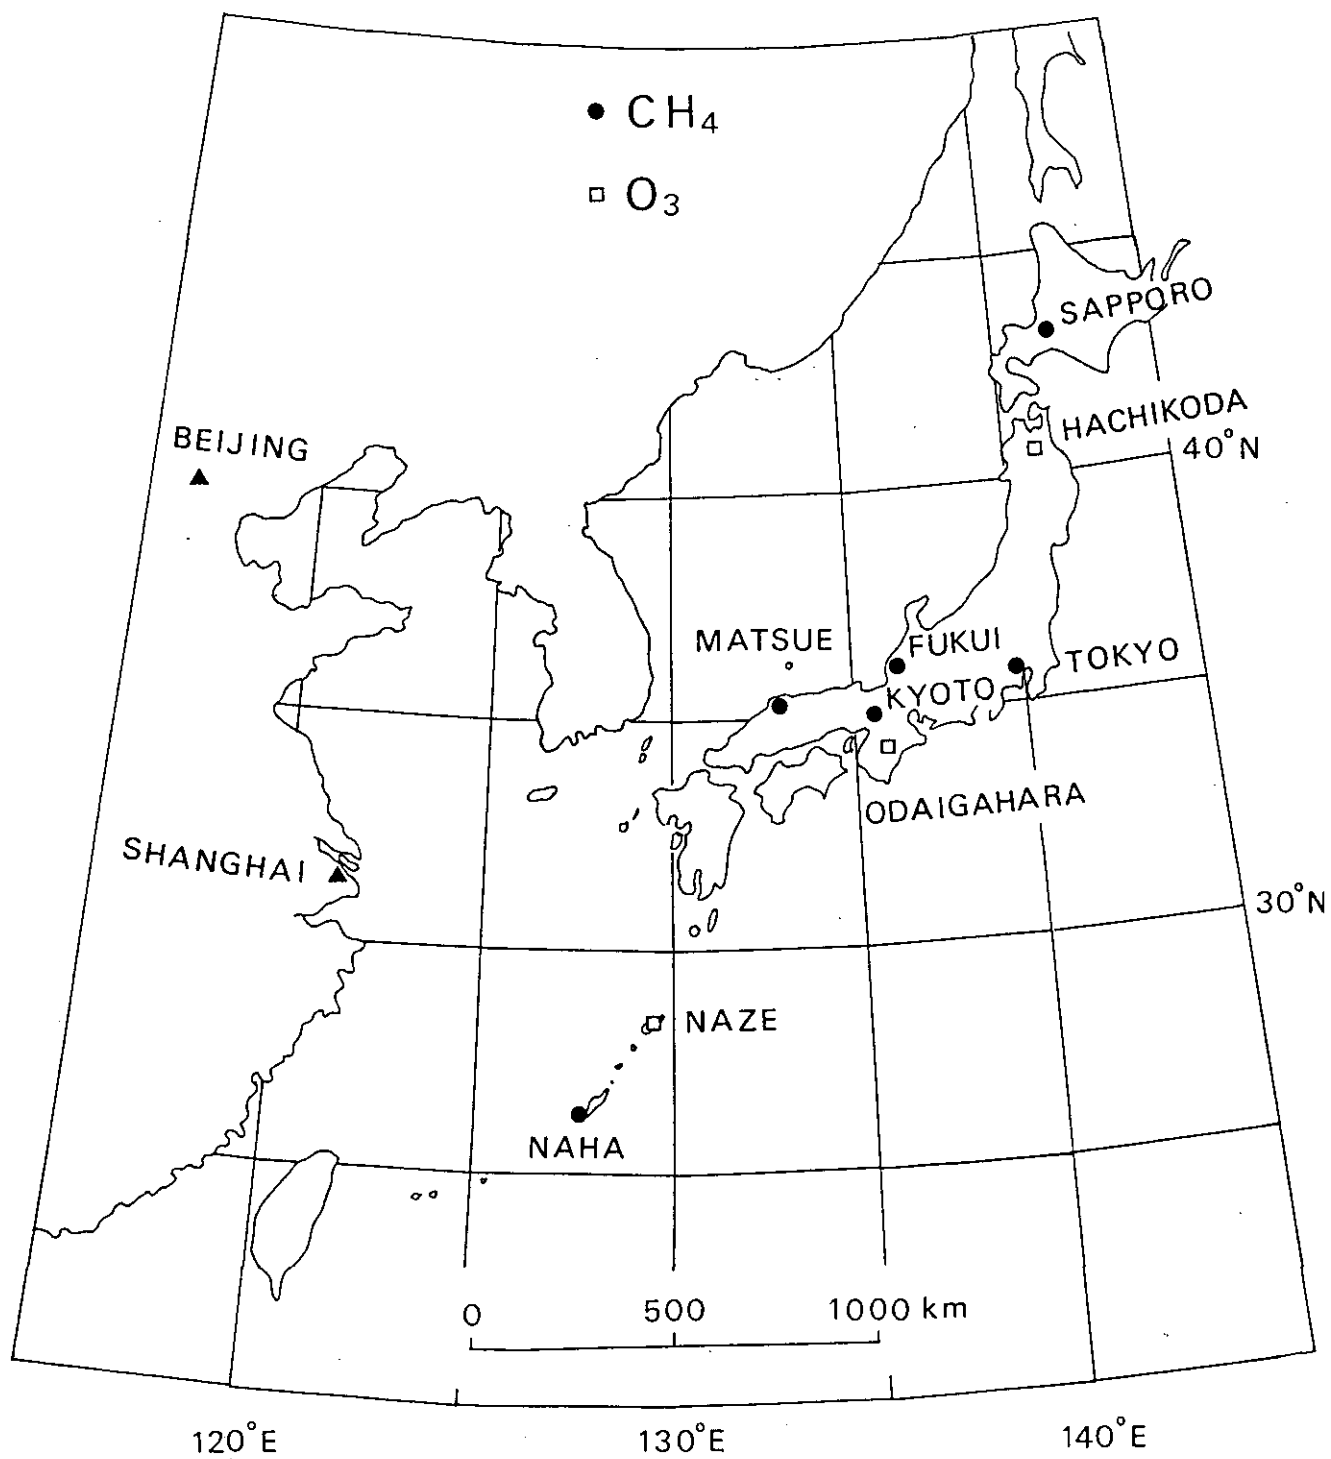 CH4
O3
SAPPORO
HACHIKODA
40°N
BEIJING
MATSUE
FUKUI
TOKYO
KYOTO
ODAIGAHARA
SHANGHAI
30°N
NAZE
NAHA
0 500 1000 km
120°E 130°E 140°E